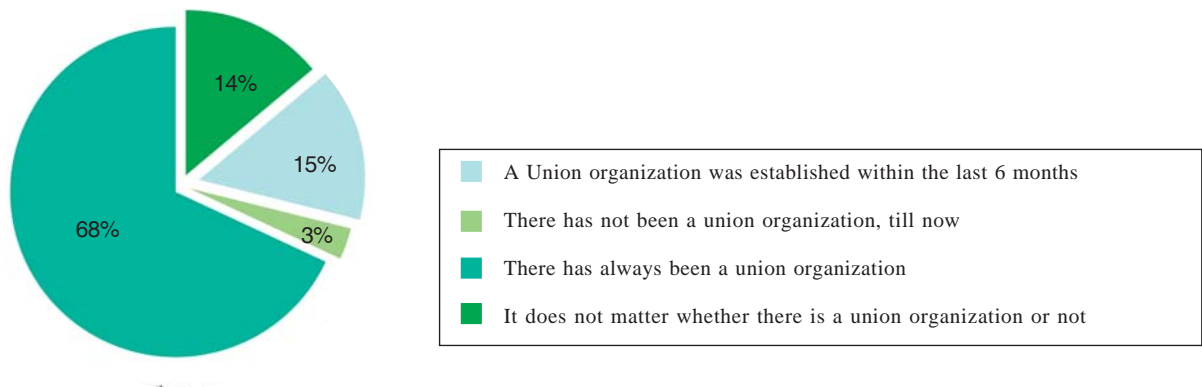 14%
15%
3%
68%
A Union organization was established within the last 6 months
There has not been a union organization, till now
There has always been a union organization
It does not matter whether there is a union organization or not